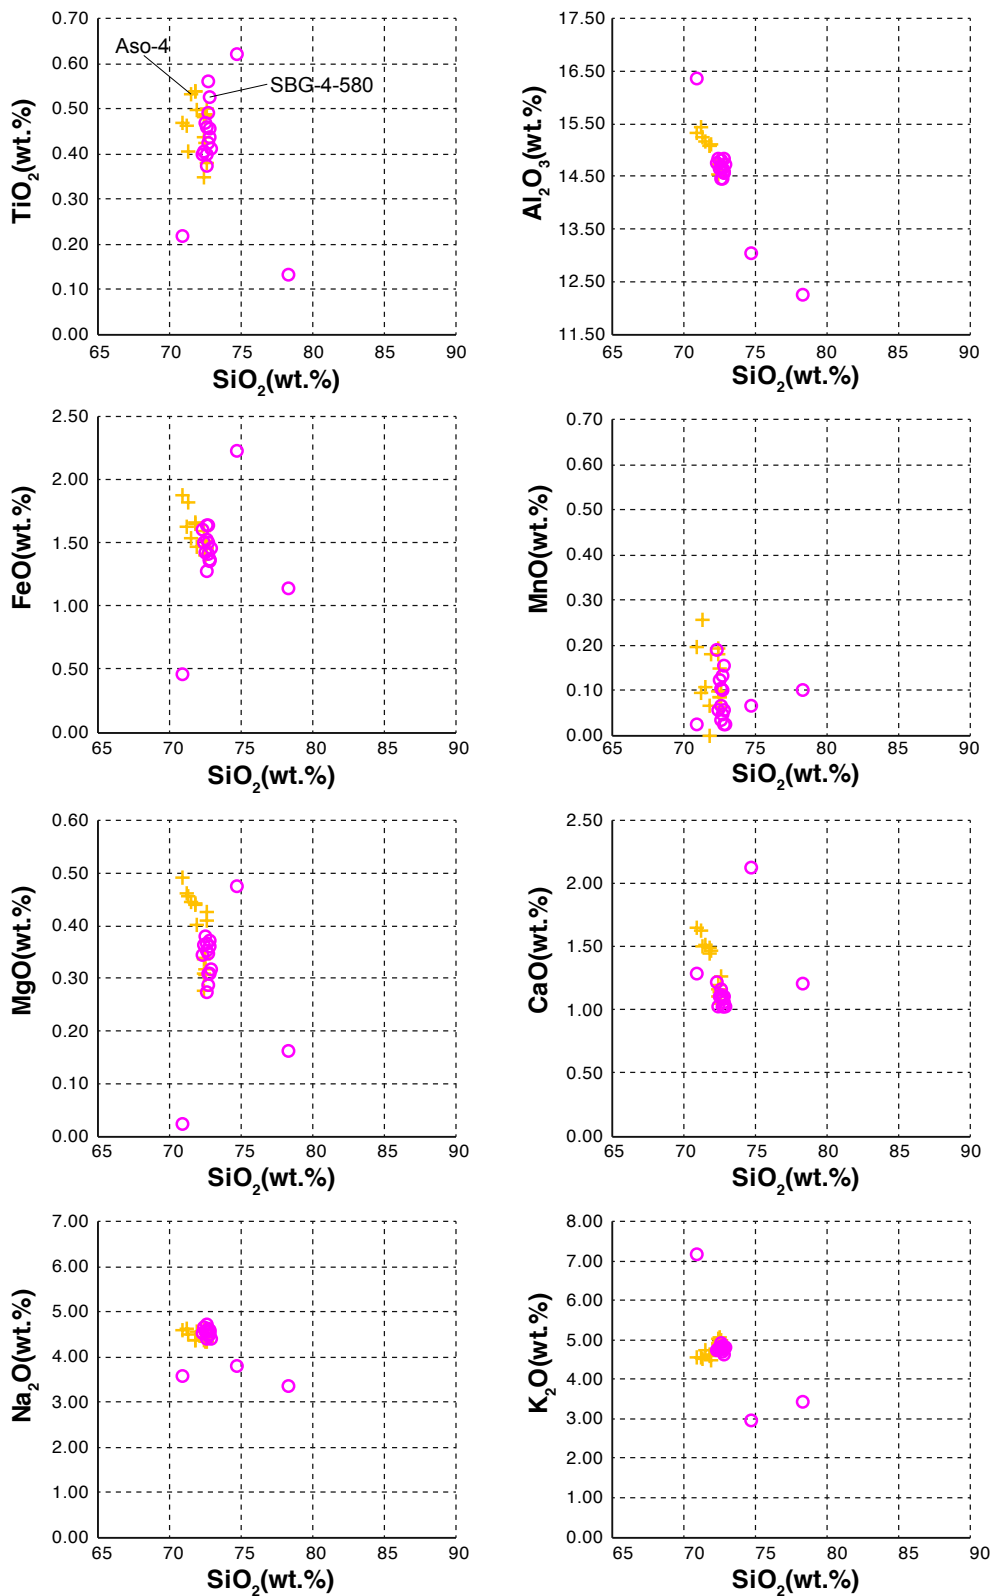 0.70
0.60
0.50
0.40
0.30
0.20
0.10
0.00
TiO₂(wt.%)
Aso-4
SBG-4-580
65 70 75 80 85 90
SiO₂(wt.%)
17.50
16.50
15.50
14.50
13.50
12.50
11.50
Al₂O₃(wt.%)
65 70 75 80 85 90
SiO₂(wt.%)
2.50
2.00
1.50
1.00
0.50
0.00
FeO(wt.%)
65 70 75 80 85 90
SiO₂(wt.%)
0.70
0.60
0.50
0.40
0.30
0.20
0.10
0.00
MnO(wt.%)
65 70 75 80 85 90
SiO₂(wt.%)
0.60
0.50
0.40
0.30
0.20
0.10
0.00
MgO(wt.%)
65 70 75 80 85 90
SiO₂(wt.%)
2.50
2.00
1.50
1.00
0.50
0.00
CaO(wt.%)
65 70 75 80 85 90
SiO₂(wt.%)
7.00
6.00
5.00
4.00
3.00
2.00
1.00
0.00
Na₂O(wt.%)
65 70 75 80 85 90
SiO₂(wt.%)
8.00
7.00
6.00
5.00
4.00
3.00
2.00
1.00
0.00
K₂O(wt.%)
65 70 75 80 85 90
SiO₂(wt.%)